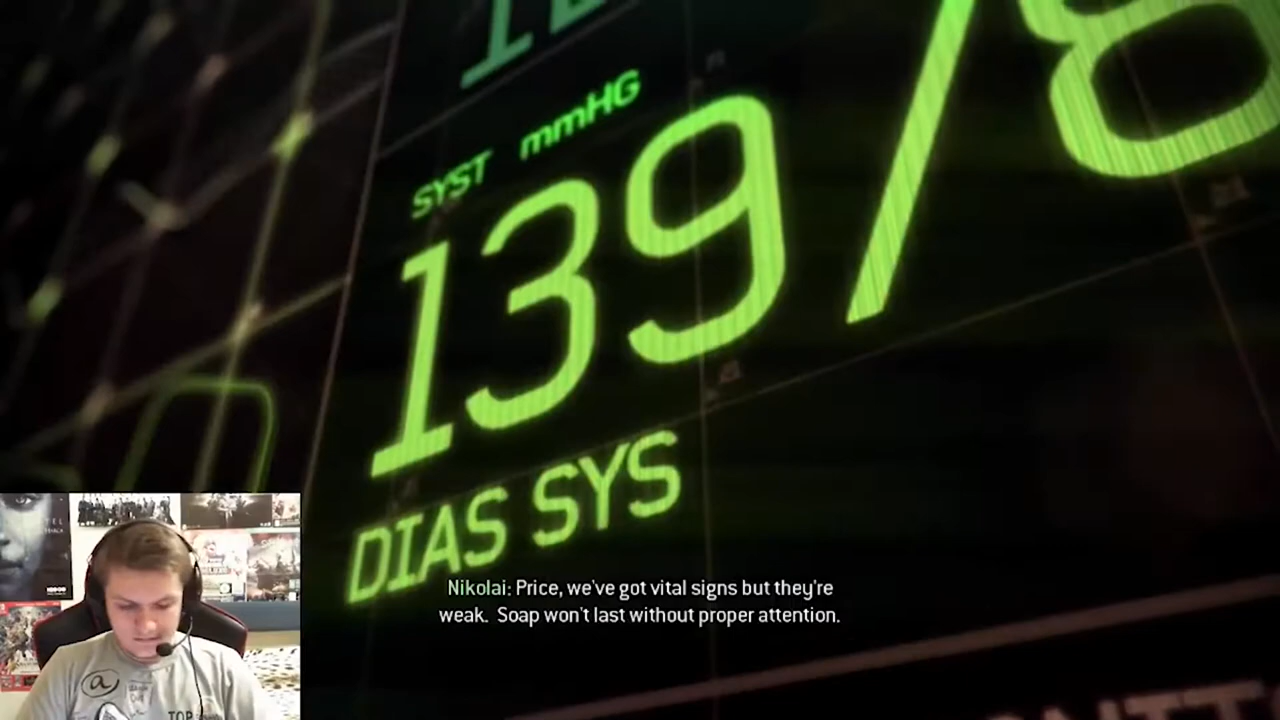 SYST mmHG
139/8
DIAS SYS
Nikolai: Price, we've got vital signs but they're
weak. Soap won't last without proper attention.
@
TOP